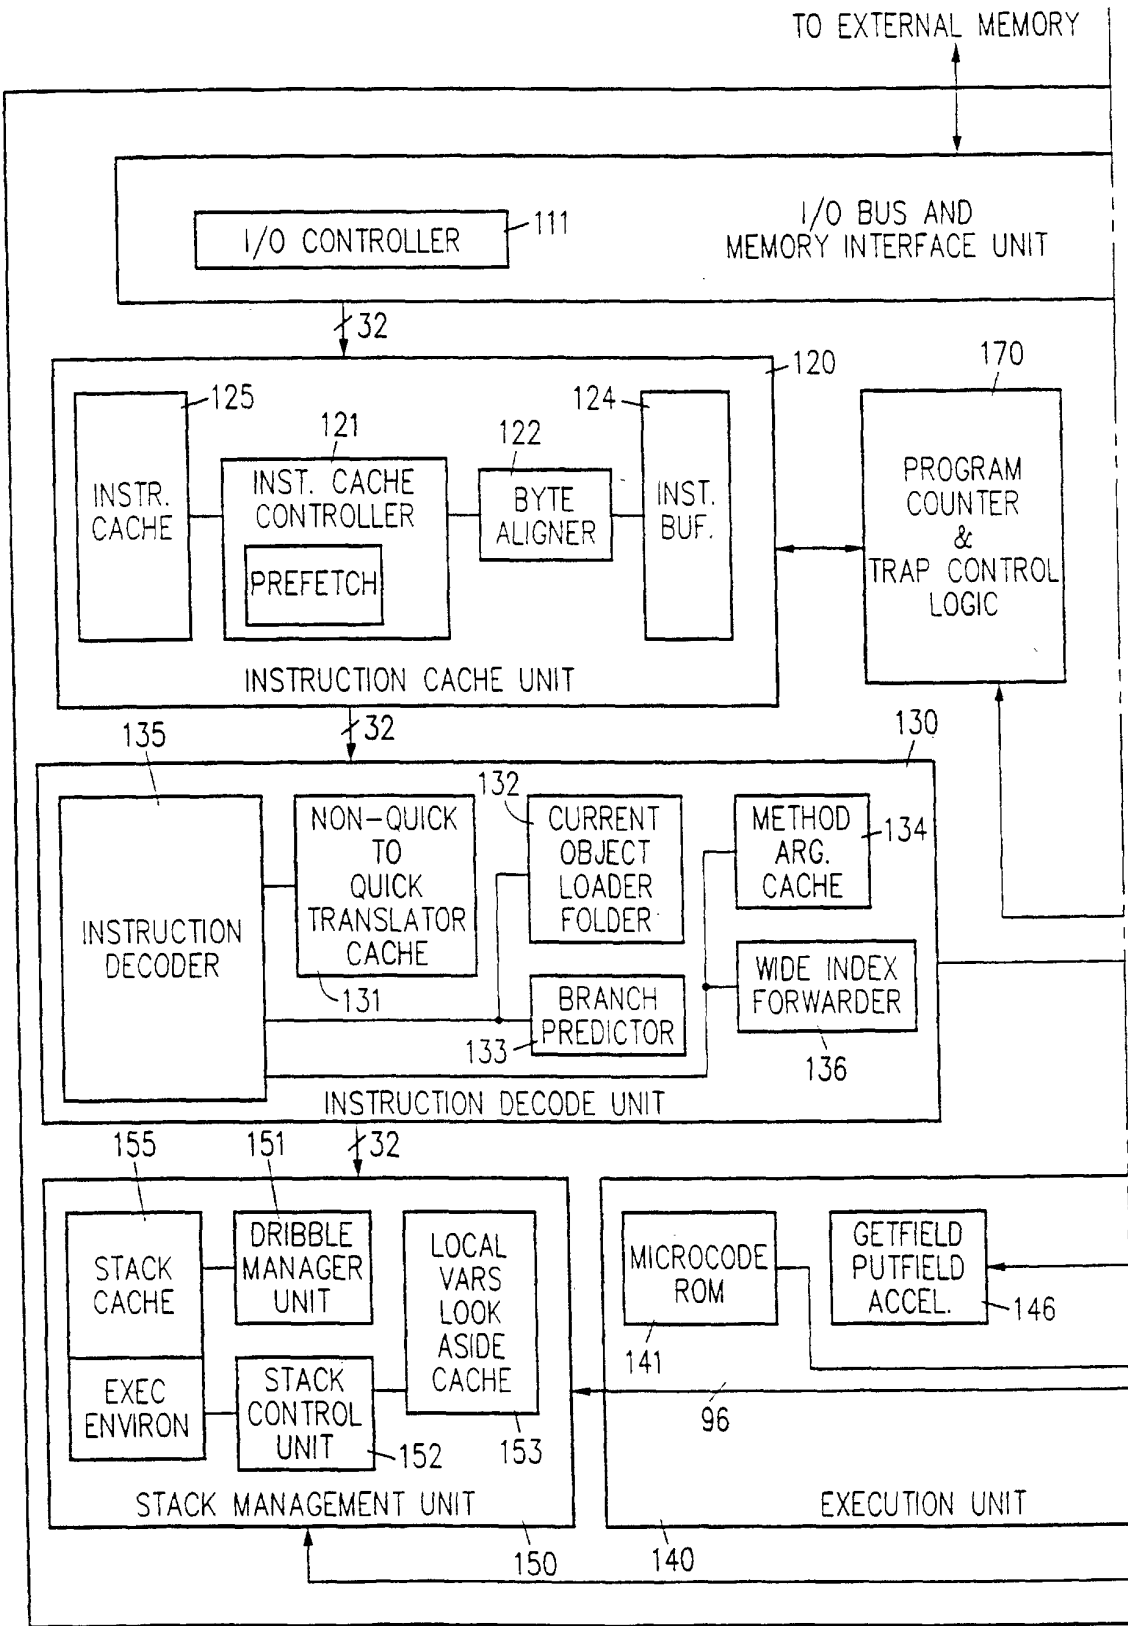 TO EXTERNAL MEMORY
I/O CONTROLLER
111
I/O BUS AND
MEMORY INTERFACE UNIT
32
120
170
125
124
121
122
INSTR.
CACHE
INST. CACHE
CONTROLLER
PREFETCH
BYTE
ALIGNER
INST.
BUF.
PROGRAM
COUNTER
&
TRAP CONTROL
LOGIC
INSTRUCTION CACHE UNIT
32
135
130
132
134
INSTRUCTION
DECODER
NON-QUICK
TO
QUICK
TRANSLATOR
CACHE
131
CURRENT
OBJECT
LOADER
FOLDER
METHOD
ARG.
CACHE
BRANCH
PREDICTOR
133
WIDE INDEX
FORWARDER
136
INSTRUCTION DECODE UNIT
32
155
151
STACK
CACHE
DRIBBLE
MANAGER
UNIT
LOCAL
VARS
LOOK
ASIDE
CACHE
153
EXEC
ENVIRON
STACK
CONTROL
UNIT
152
STACK MANAGEMENT UNIT
150
MICROCODE
ROM
141
GETFIELD
PUTFIELD
ACCEL.
146
96
EXECUTION UNIT
140